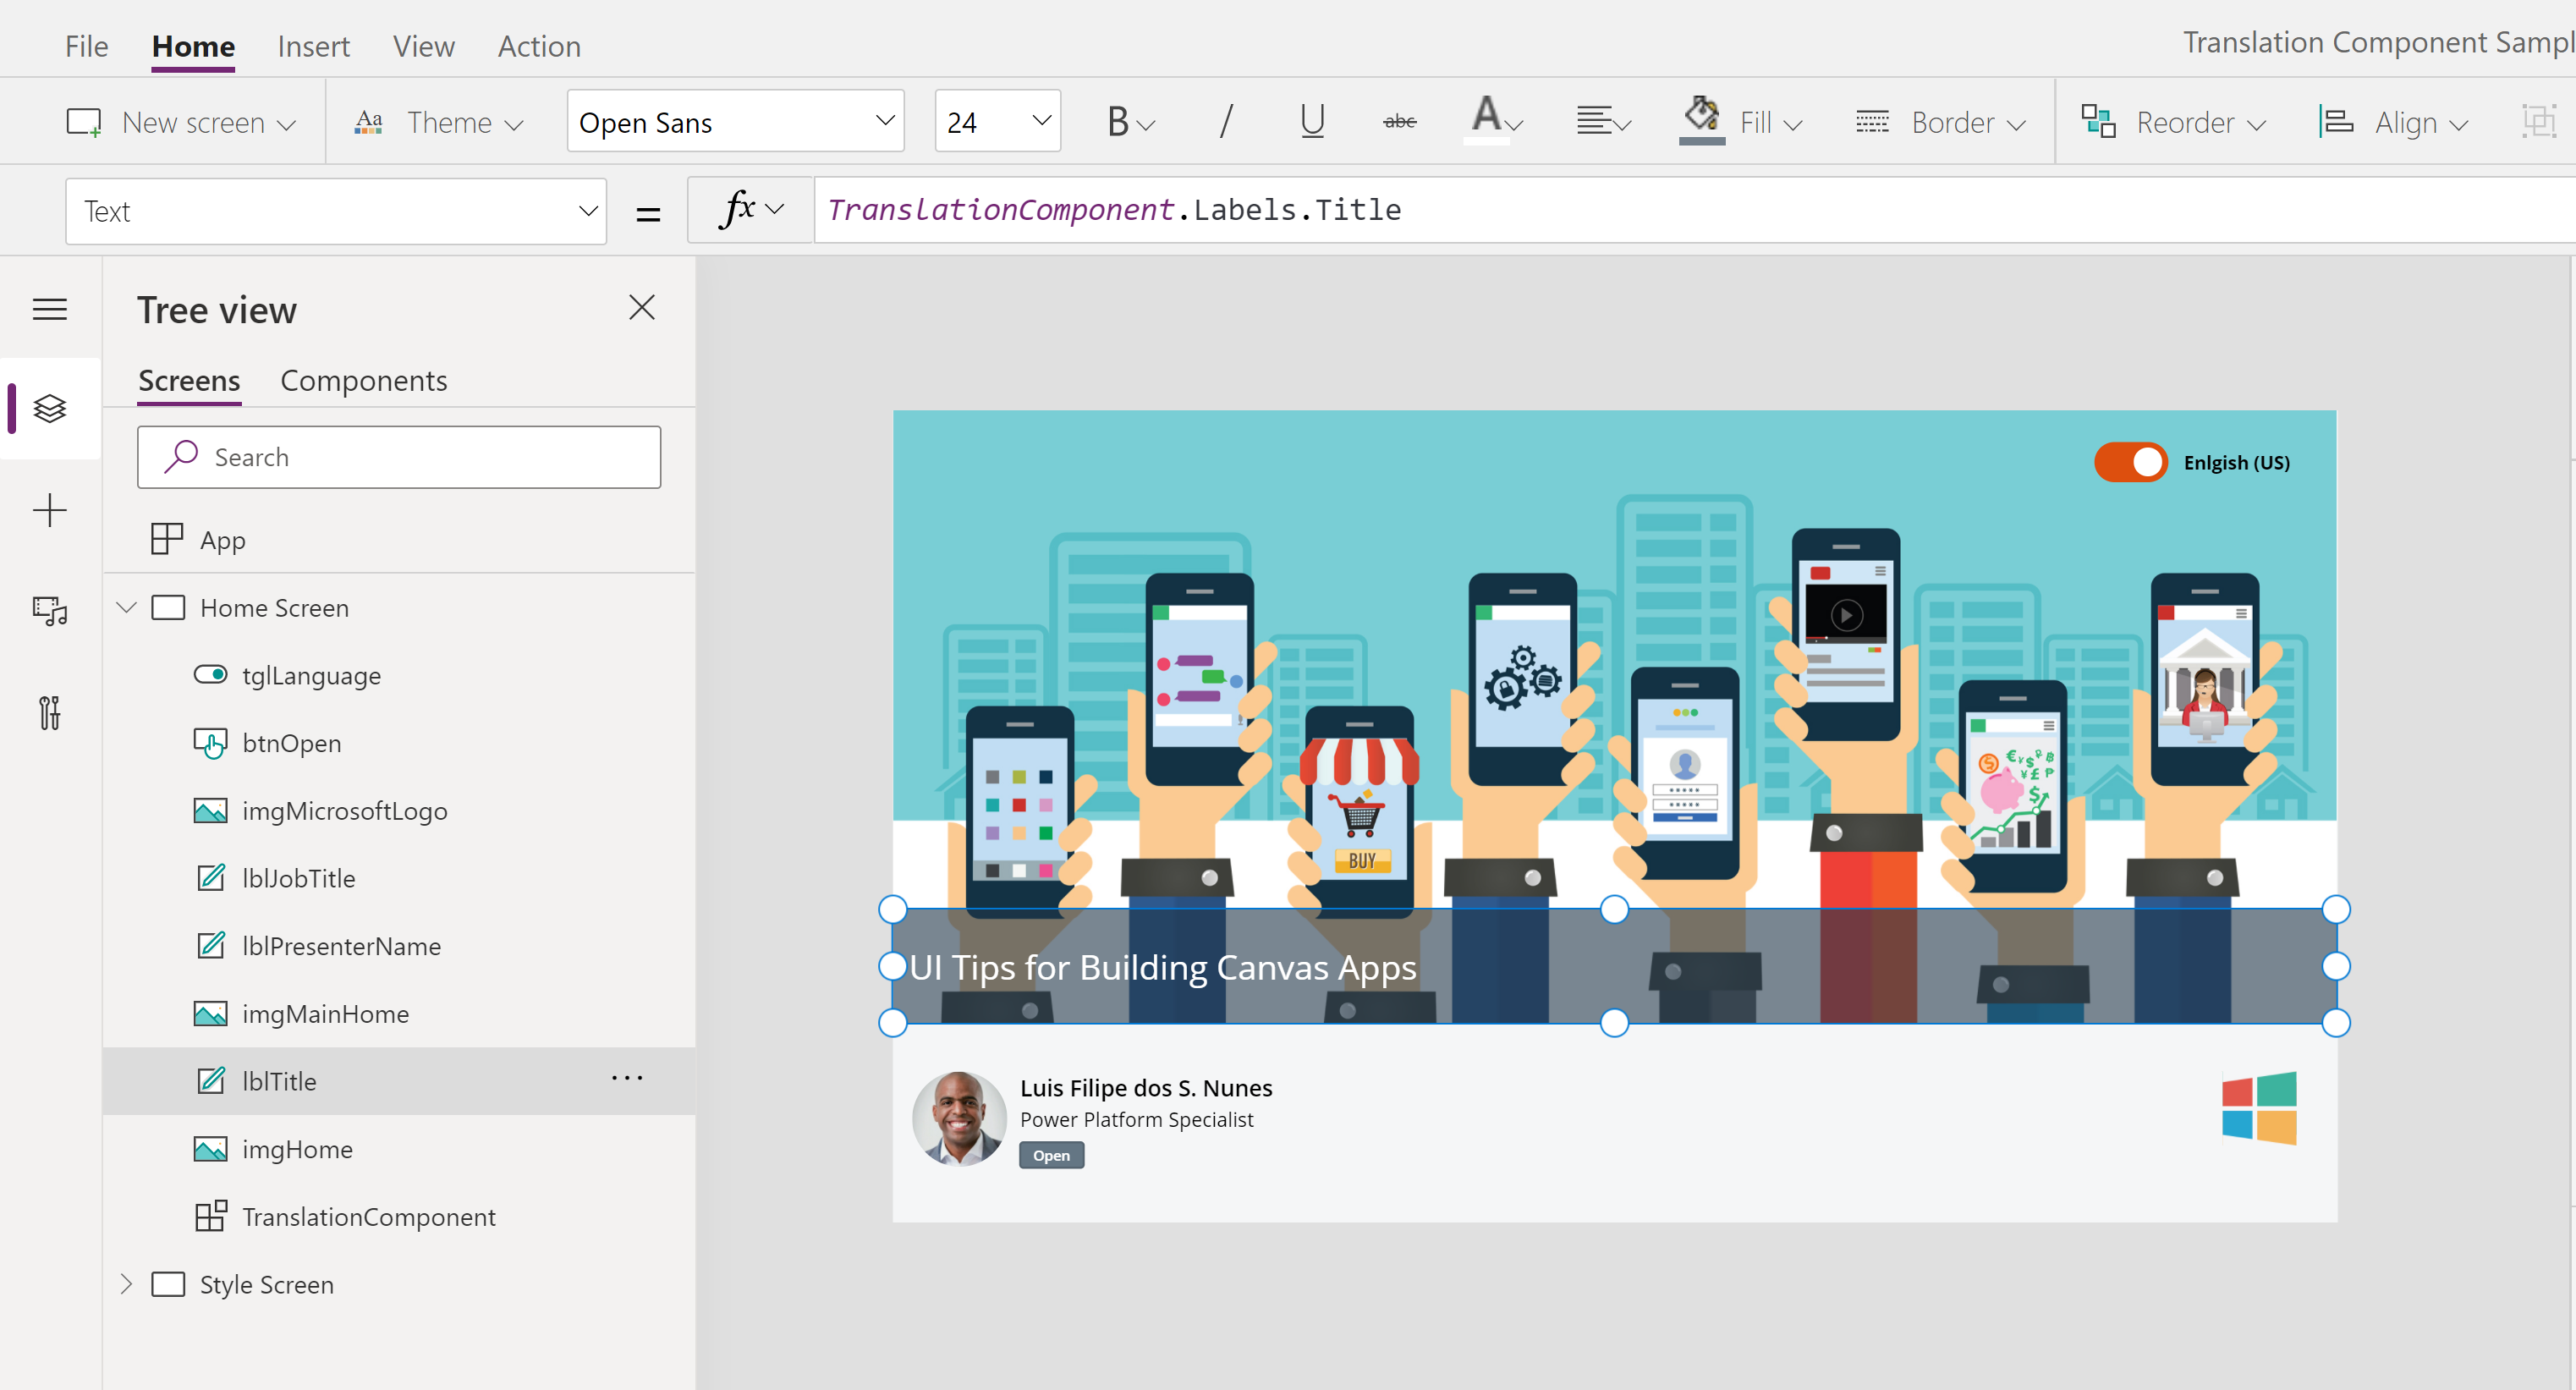 File Home Insert View Action
Translation Component Sampl
New screen Theme Open Sans 24 B / U abc A Fill Border Reorder Align
Text = fx TranslationComponent.Labels.Title
Tree view
Screens Components
Search
App
Home Screen
tglLanguage
btnOpen
imgMicrosoftLogo
lblJobTitle
lblPresenterName
imgMainHome
lblTitle
imgHome
TranslationComponent
Style Screen
Enlgish (US)
BUY
UI Tips for Building Canvas Apps
Luis Filipe dos S. Nunes
Power Platform Specialist
Open